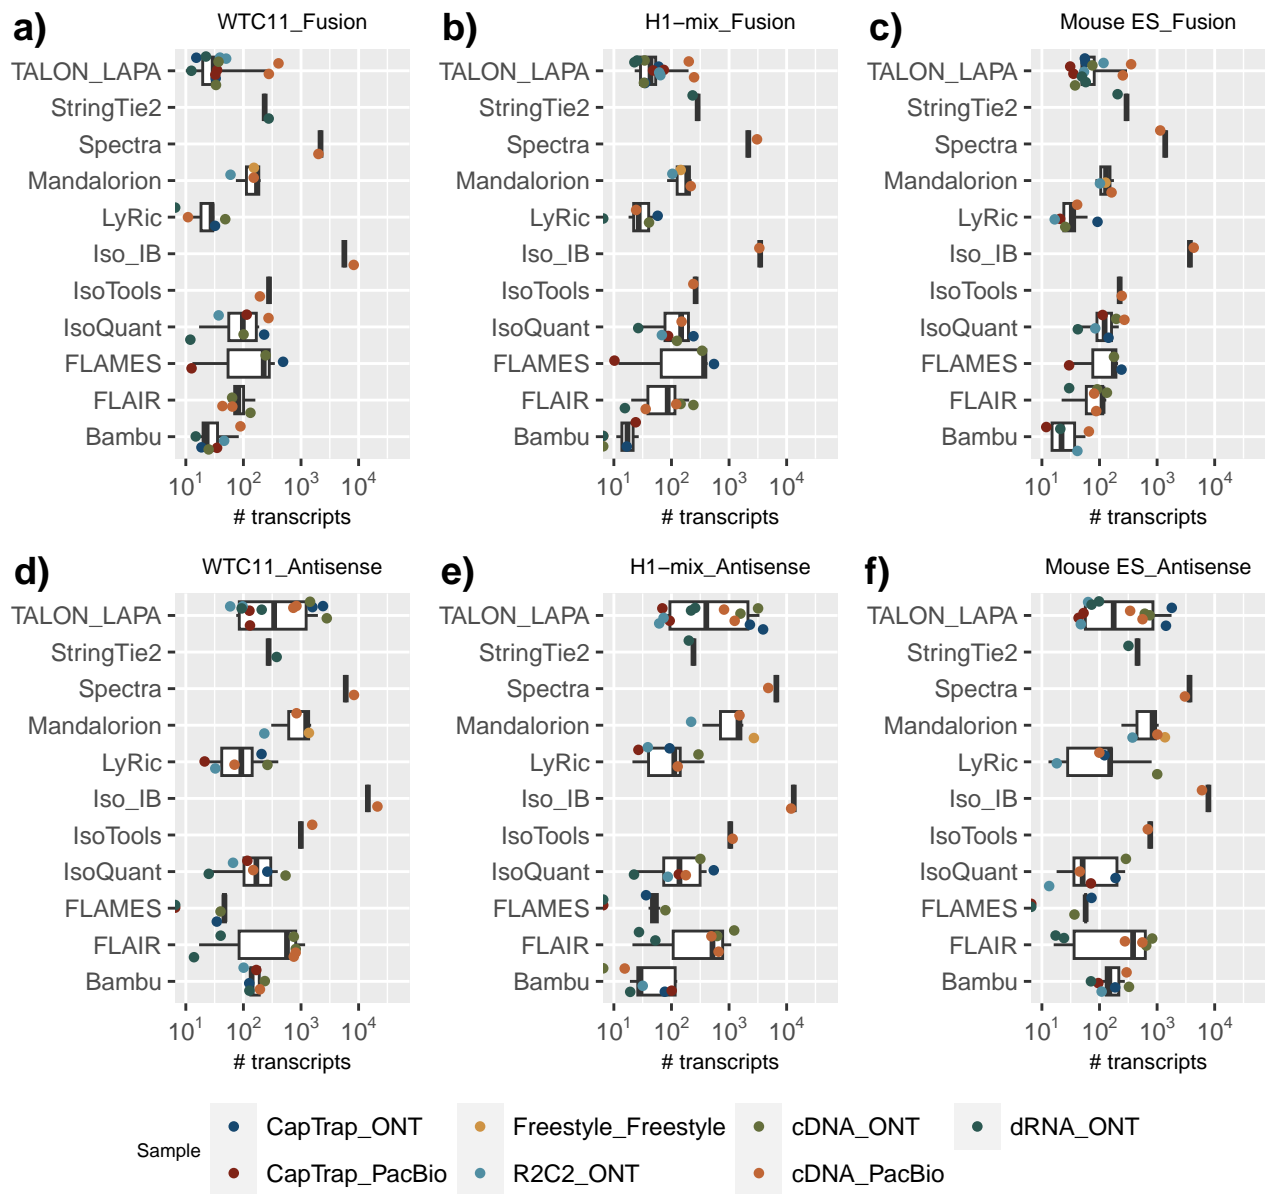 a)
WTC11_Fusion
TALON_LAPA
StringTie2
Spectra
Mandalorion
LyRic
Iso_IB
IsoTools
IsoQuant
FLAMES
FLAIR
Bambu
10^1 10^2 10^3 10^4
# transcripts
b)
H1−mix_Fusion
TALON_LAPA
StringTie2
Spectra
Mandalorion
LyRic
Iso_IB
IsoTools
IsoQuant
FLAMES
FLAIR
Bambu
10^1 10^2 10^3 10^4
# transcripts
c)
Mouse ES_Fusion
TALON_LAPA
StringTie2
Spectra
Mandalorion
LyRic
Iso_IB
IsoTools
IsoQuant
FLAMES
FLAIR
Bambu
10^1 10^2 10^3 10^4
# transcripts
d)
WTC11_Antisense
TALON_LAPA
StringTie2
Spectra
Mandalorion
LyRic
Iso_IB
IsoTools
IsoQuant
FLAMES
FLAIR
Bambu
10^1 10^2 10^3 10^4
# transcripts
e)
H1−mix_Antisense
TALON_LAPA
StringTie2
Spectra
Mandalorion
LyRic
Iso_IB
IsoTools
IsoQuant
FLAMES
FLAIR
Bambu
10^1 10^2 10^3 10^4
# transcripts
f)
Mouse ES_Antisense
TALON_LAPA
StringTie2
Spectra
Mandalorion
LyRic
Iso_IB
IsoTools
IsoQuant
FLAMES
FLAIR
Bambu
10^1 10^2 10^3 10^4
# transcripts
Sample
CapTrap_ONT Freestyle_Freestyle cDNA_ONT dRNA_ONT
CapTrap_PacBio R2C2_ONT cDNA_PacBio